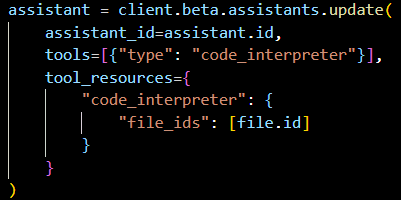 assistant = client.beta.assistants.update(
    assistant_id=assistant.id,
    tools=[{"type": "code_interpreter"}],
    tool_resources={
        "code_interpreter": {
            "file_ids": [file.id]
        }
    }
)